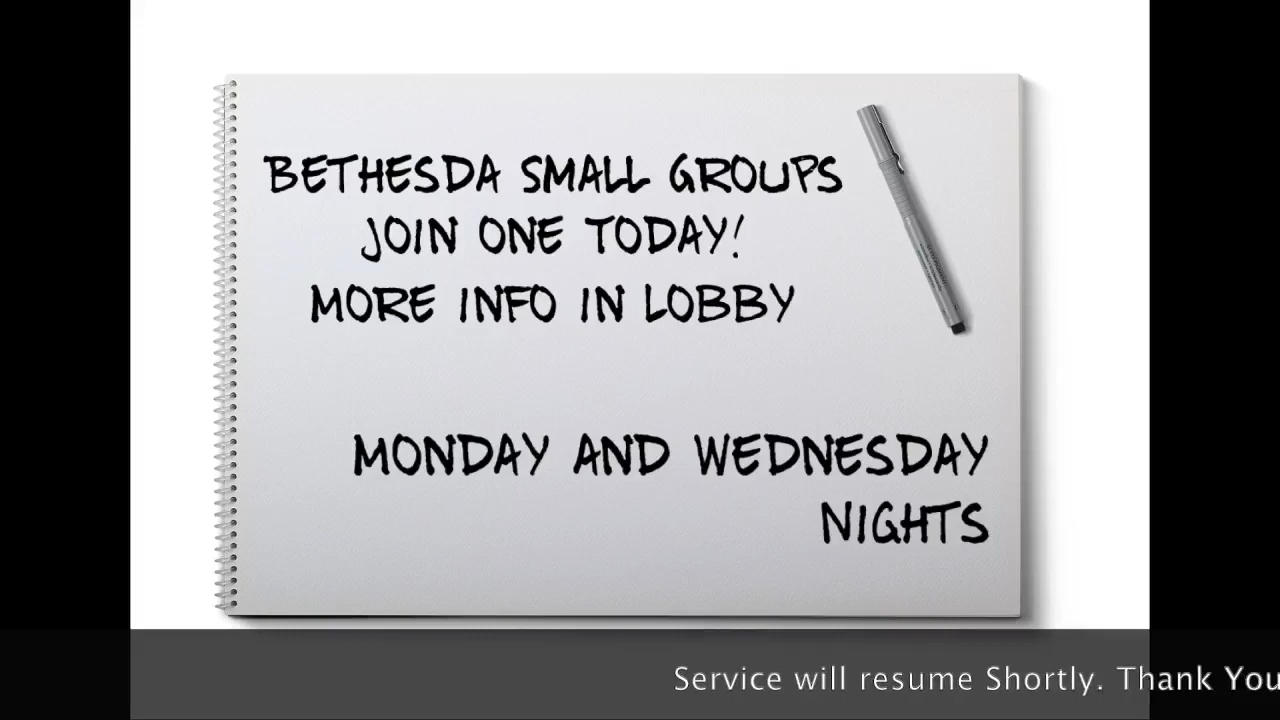 BETHESDA SMALL GROUPS
JOIN ONE TODAY!
MORE INFO IN LOBBY
MONDAY AND WEDNESDAY
NIGHTS
Service will resume Shortly. Thank You